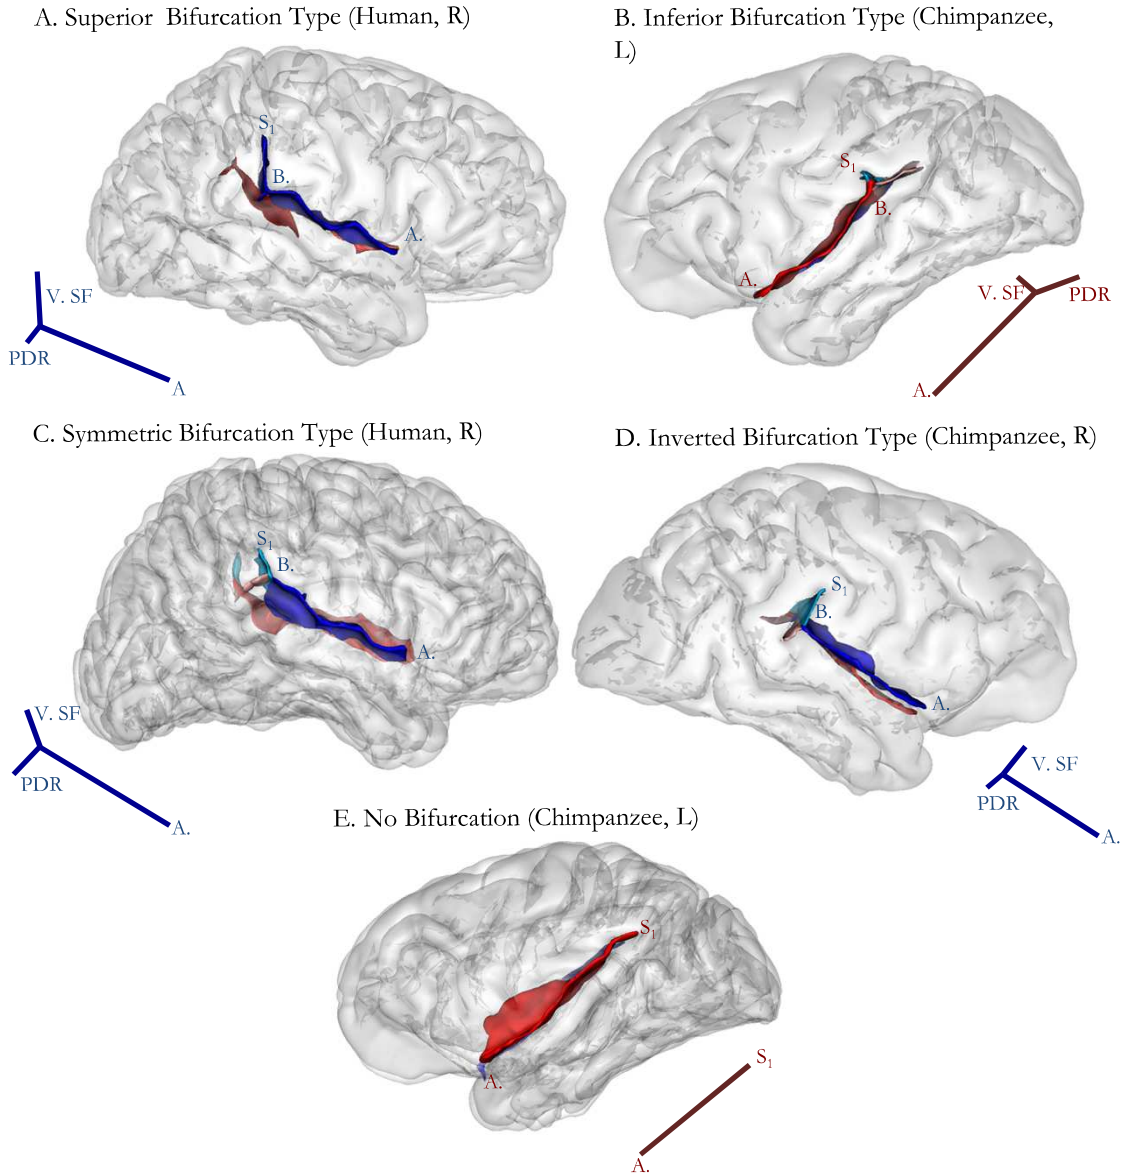 A. Superior Bifurcation Type (Human, R)
B. Inferior Bifurcation Type (Chimpanzee,
L)
S1
B.
A.
V. SF
PDR
A
S1
B.
A.
V. SF
PDR
A.
C. Symmetric Bifurcation Type (Human, R)
D. Inverted Bifurcation Type (Chimpanzee, R)
S1
B.
A.
V. SF
PDR
A.
S1
B.
A.
V. SF
PDR
A.
E. No Bifurcation (Chimpanzee, L)
S1
A.
S1
A.